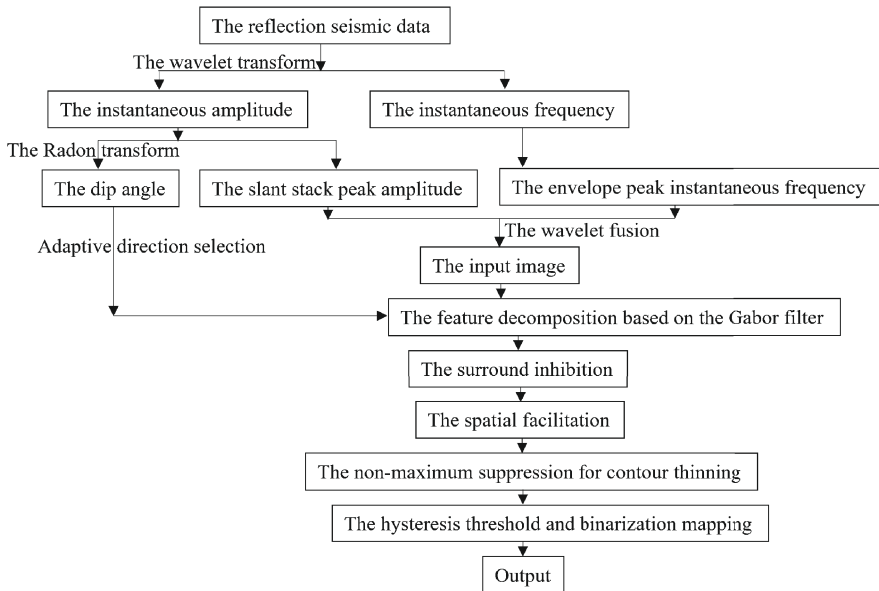 The reflection seismic data
The wavelet transform
The instantaneous amplitude
The instantaneous frequency
The Radon transform
The dip angle
The slant stack peak amplitude
The envelope peak instantaneous frequency
Adaptive direction selection
The wavelet fusion
The input image
The feature decomposition based on the Gabor filter
The surround inhibition
The spatial facilitation
The non-maximum suppression for contour thinning
The hysteresis threshold and binarization mapping
Output